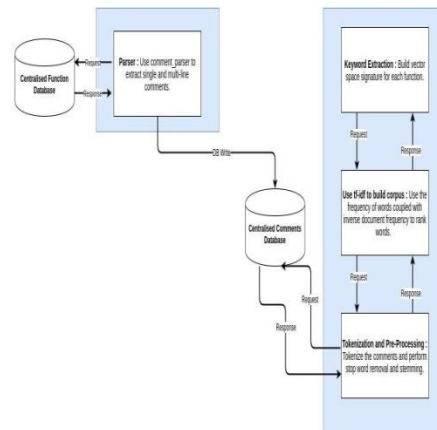 Centralised Function
Database
Request
Response
Parser : Use comment_parser to
extract single and multi-line
comments.
DB Write
Centralised Comments
Database
Request
Response
Keyword Extraction : Build
vector
space signature for each function.
Request
Response
Use tf-idf to build corpus : Use the
frequency of words coupled with
inverse document frequency to rank
words.
Request
Response
Tokenization and Pre-Processing :
Tokenize the comments and perform
stop word removal and stemming.